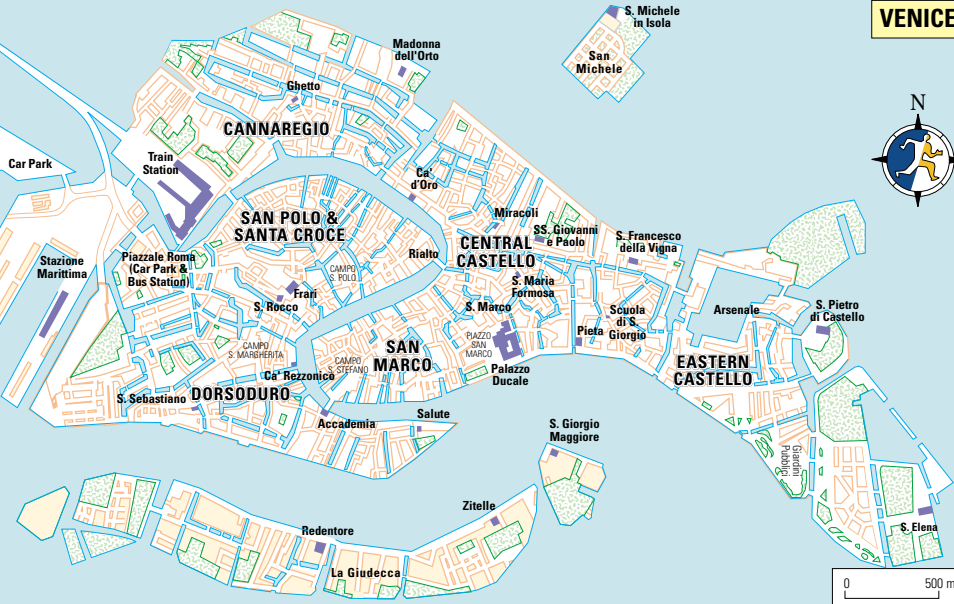 VENICE
S. Michele
in Isola
San
Michele
Madonna
dell'Orto
Ghetto
CANNAREGIO
N
Car Park
Train
Station
Ca'
d'Oro
Miracoli
SS. Giovanni
e Paolo
S. Francesco
della Vigna
SAN POLO &
SANTA CROCE
CENTRAL
CASTELLO
Rialto
Stazione
Marittima
Piazzale Roma
(Car Park &
Bus Station)
CAMPO
S. POLO
Frari
S. Rocco
S. Maria
Formosa
S. Marco
Scuola
di S.
Giorgio
Pieta
Arsenale
S. Pietro
di Castello
PIAZZO
SAN
MARCO
CAMPO
S. MARGHERITA
CAMPO
S. STEFANO
SAN
MARCO
Palazzo
Ducale
EASTERN
CASTELLO
Ca' Rezzonico
S. Sebastiano
DORSODURO
Accademia
Salute
S. Giorgio
Maggiore
Giardini
Pubblici
Zitelle
Redentore
La Giudecca
S. Elena
0 500 m